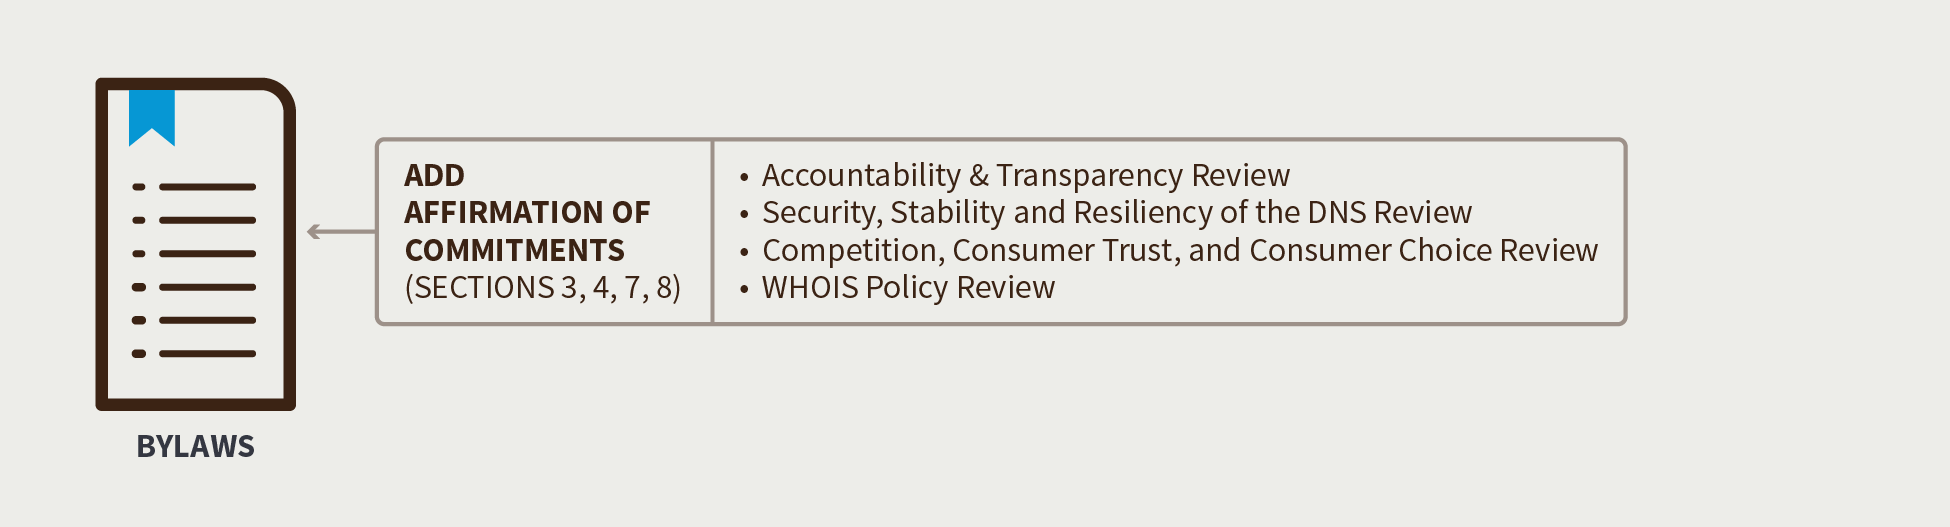 ADD
AFFIRMATION OF
COMMITMENTS
(SECTIONS 3, 4, 7, 8)
• Accountability & Transparency Review
• Security, Stability and Resiliency of the DNS Review
• Competition, Consumer Trust, and Consumer Choice Review
• WHOIS Policy Review
BYLAWS